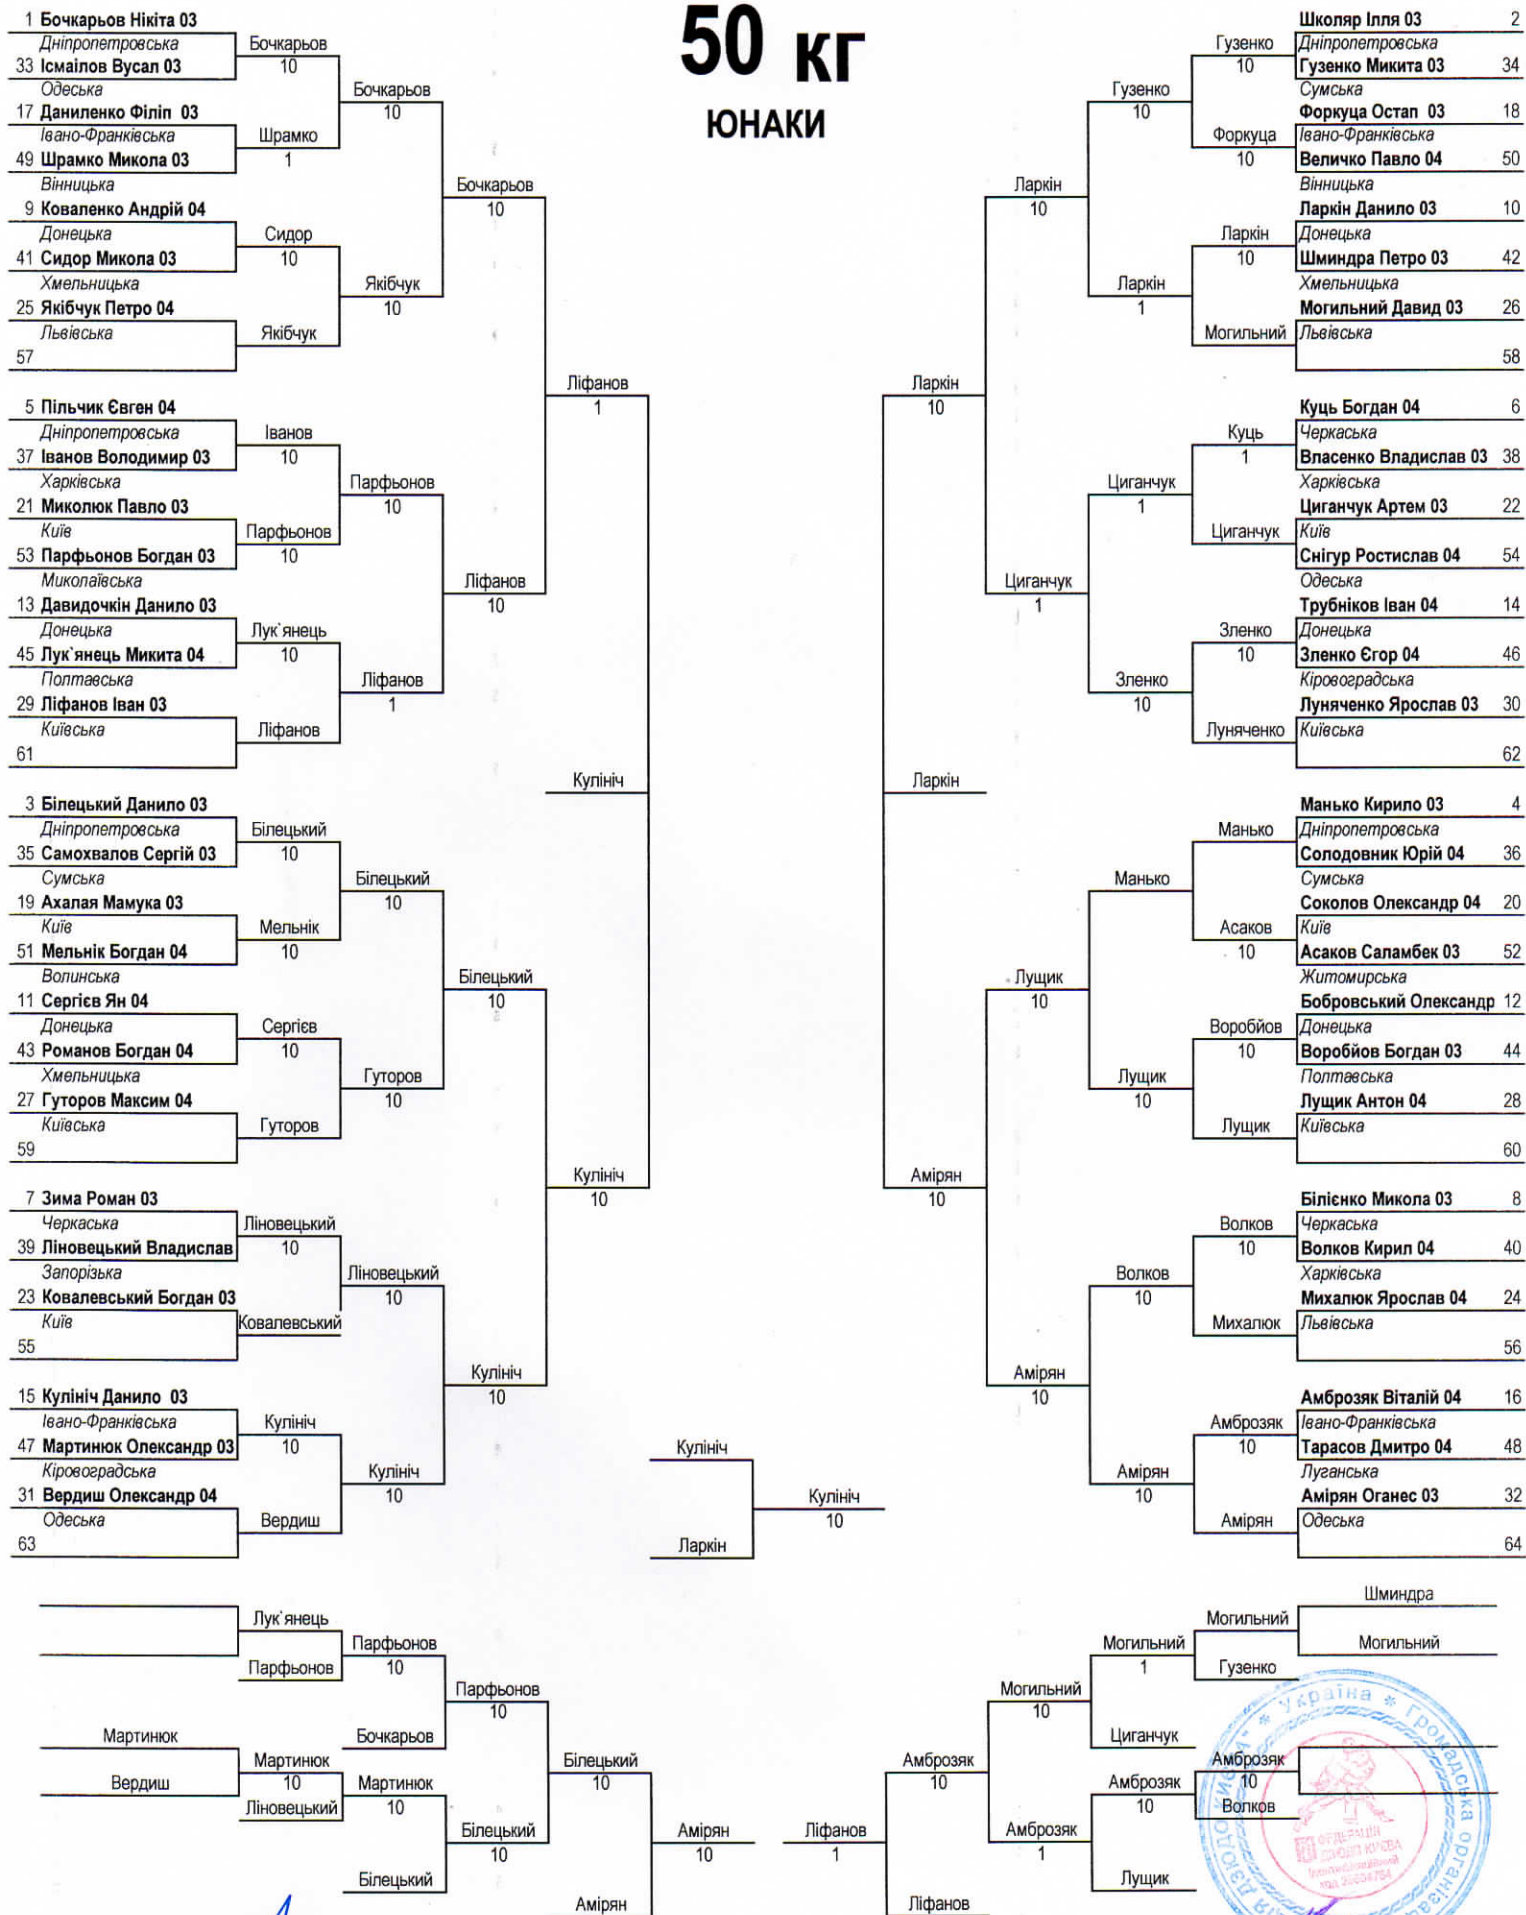 50 кг
ЮНАКИ
1 Бочкарьов Нікіта 03
Дніпропетровська
33 Ісмаілов Вусал 03
Одеська
17 Даниленко Філіп 03
Івано-Франківська
49 Шрамко Микола 03
Вінницька
9 Коваленко Андрій 04
Донецька
41 Сидор Микола 03
Хмельницька
25 Якібчук Петро 04
Львівська
57
5 Пільчик Євген 04
Дніпропетровська
37 Іванов Володимир 03
Харківська
21 Миколюк Павло 03
Київ
53 Парфьонов Богдан 03
Миколаївська
13 Давидочкін Данило 03
Донецька
45 Лук`янець Микита 04
Полтавська
29 Ліфанов Іван 03
Київська
61
3 Білецький Данило 03
Дніпропетровська
35 Самохвалов Сергій 03
Сумська
19 Ахалая Мамука 03
Київ
51 Мельнік Богдан 04
Волинська
11 Сергієв Ян 04
Донецька
43 Романов Богдан 04
Хмельницька
27 Гуторов Максим 04
Київська
59
7 Зима Роман 03
Черкаська
39 Ліновецький Владислав
Запорізька
23 Ковалевський Богдан 03
Київ
55
15 Кулініч Данило 03
Івано-Франківська
47 Мартинюк Олександр 03
Кіровоградська
31 Вердиш Олександр 04
Одеська
63
Бочкарьов
10
Шрамко
1
Сидор
10
Якібчук
Іванов
10
Парфьонов
10
Лук`янець
10
Ліфанов
Білецький
10
Мельнік
10
Сергієв
10
Гуторов
Ліновецький
10
Ковалевський
Кулініч
10
Вердиш
Бочкарьов
10
Якібчук
10
Парфьонов
10
Ліфанов
1
Білецький
10
Гуторов
10
Ліновецький
10
Кулініч
10
Бочкарьов
10
Ліфанов
10
Білецький
10
Кулініч
10
Ліфанов
1
Кулініч
10
Кулініч
Школяр Ілля 03 2
Дніпропетровська
Гузенко Микита 03 34
Сумська
Форкуца Остап 03 18
Івано-Франківська
Величко Павло 04 50
Вінницька
Ларкін Данило 03 10
Донецька
Шминдра Петро 03 42
Хмельницька
Могильний Давид 03 26
Львівська
58
Куць Богдан 04 6
Черкаська
Власенко Владислав 03 38
Харківська
Циганчук Артем 03 22
Київ
Снігур Ростислав 04 54
Одеська
Трубніков Іван 04 14
Донецька
Зленко Єгор 04 46
Кіровоградська
Луняченко Ярослав 03 30
Київська
62
Манько Кирило 03 4
Дніпропетровська
Солодовник Юрій 04 36
Сумська
Соколов Олександр 04 20
Київ
Асаков Саламбек 03 52
Житомирська
Бобровський Олександр 12
Донецька
Воробйов Богдан 03 44
Полтавська
Лущик Антон 04 28
Київська
60
Білієнко Микола 03 8
Черкаська
Волков Кирил 04 40
Харківська
Михалюк Ярослав 04 24
Львівська
56
Амброзяк Віталій 04 16
Івано-Франківська
Тарасов Дмитро 04 48
Луганська
Амірян Оганес 03 32
Одеська
64
Гузенко
10
Форкуца
10
Ларкін
10
Могильний
Куць
1
Циганчук
Зленко
10
Луняченко
Манько
Асаков
10
Воробйов
10
Лущик
Волков
10
Михалюк
Амброзяк
10
Амірян
Гузенко
10
Ларкін
1
Циганчук
1
Зленко
10
Манько
Лущик
10
Волков
10
Амірян
10
Ларкін
10
Циганчук
1
Лущик
10
Амірян
10
Ларкін
10
Амірян
10
Ларкін
Кулініч
Ларкін
Кулініч
10
Лук`янець
Парфьонов
Парфьонов
10
Бочкарьов
Парфьонов
10
Мартинюк
Вердиш
Мартинюк
10
Ліновецький
Мартинюк
10
Білецький
Білецький
10
Білецький
10
Амірян
Амірян
10
Шминдра
Могильний
Могильний
Гузенко
Могильний
1
Циганчук
Могильний
10
Амброзяк
10
Волков
Амброзяк
10
Лущик
Амброзяк
1
Амброзяк
10
Ліфанов
Ліфанов
1
* Україна * Громадська
ФЕДЕРАЦІЯ
ДЗЮДО КИЄВА